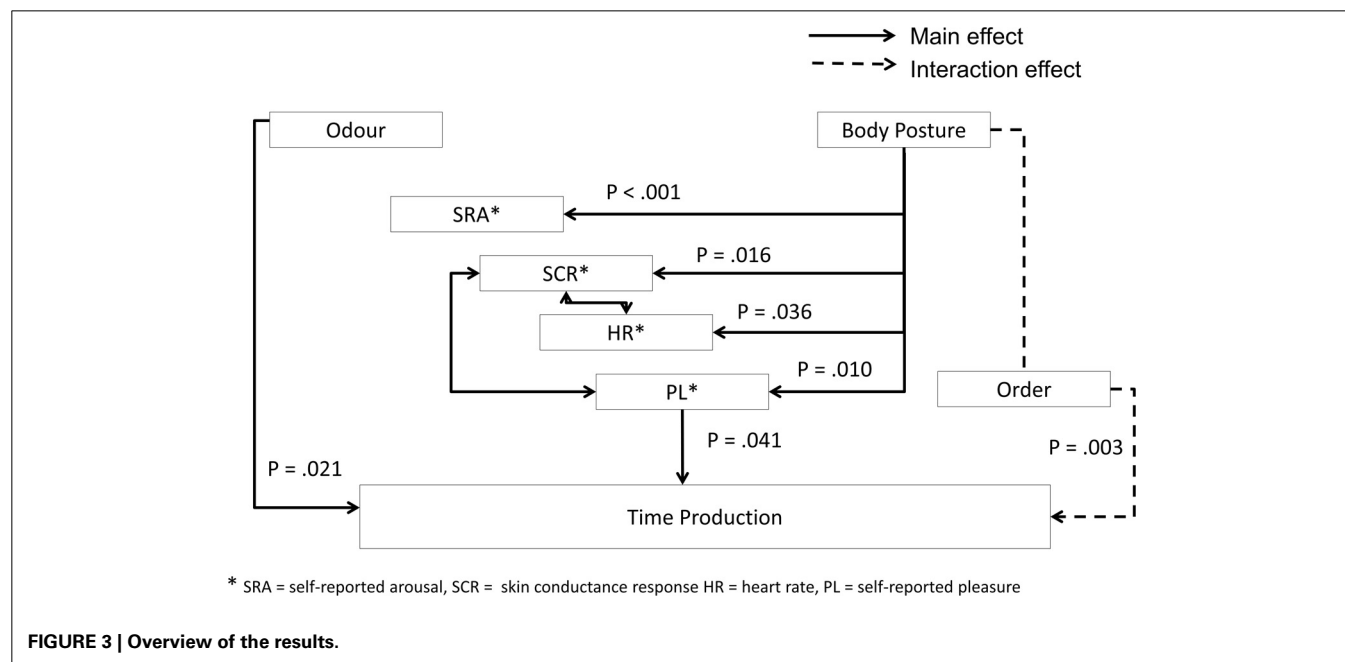 Main effect
Interaction effect
Odour
Body Posture
P < .001
SRA*
P = .016
SCR*
P = .036
HR*
P = .010
PL*
Order
P = .041
P = .003
P = .021
Time Production
* SRA = self-reported arousal, SCR = skin conductance response HR = heart rate, PL = self-reported pleasure
FIGURE 3 | Overview of the results.